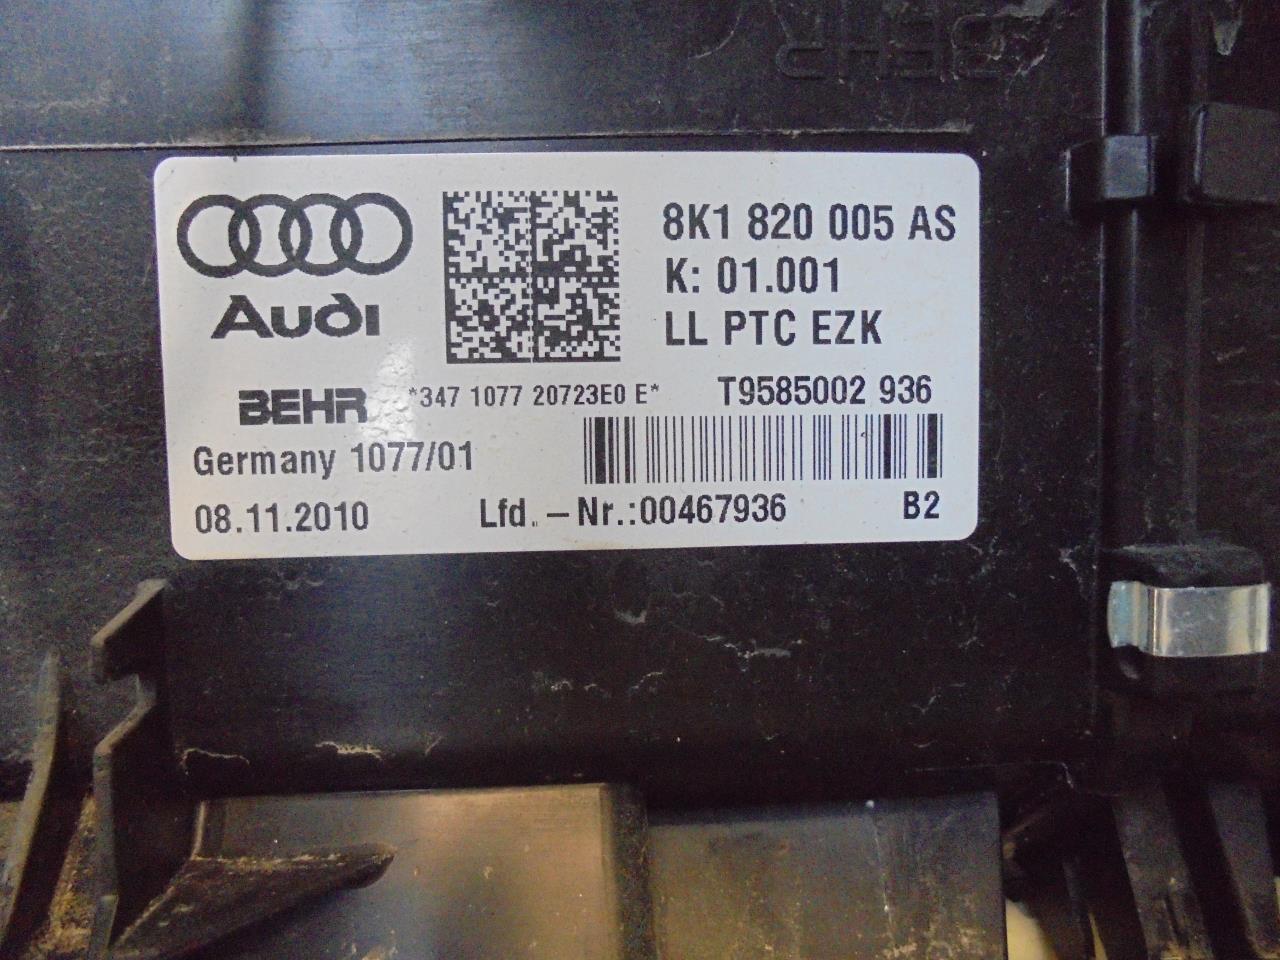 BEHR
8K1 820 005 AS
K: 01.001
LL PTC EZK
Audi
BEHR *347 1077 20723E0 E* T9585002 936
Germany 1077/01
08.11.2010 Lfd. -Nr.:00467936 B2